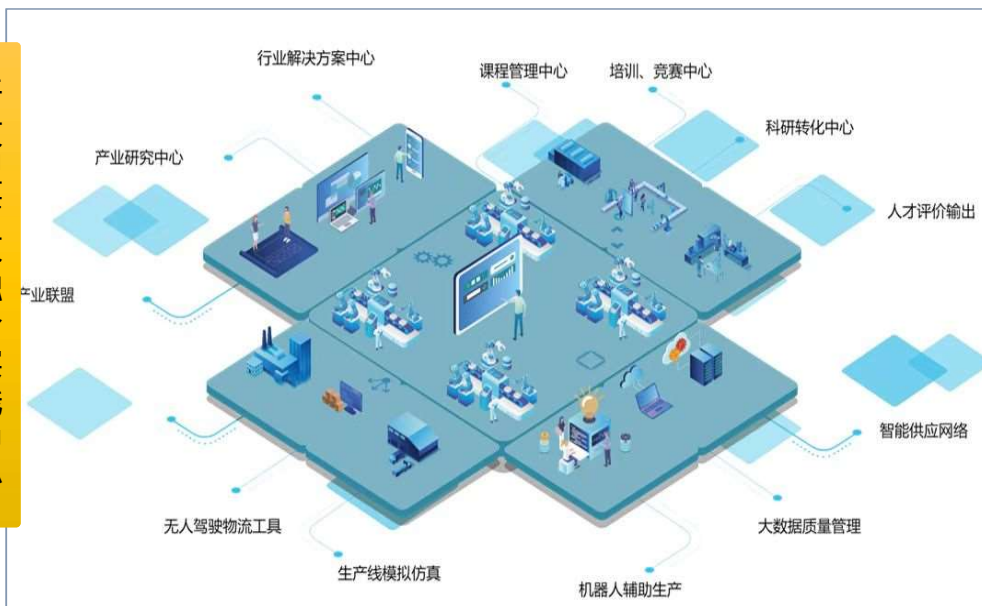 行业解决方案中心
课程管理中心
培训、竞赛中心
科研转化中心
产业研究中心
人才评价输出
产业联盟
智能供应网络
无人驾驶物流工具
大数据质量管理
生产线模拟仿真
机器人辅助生产